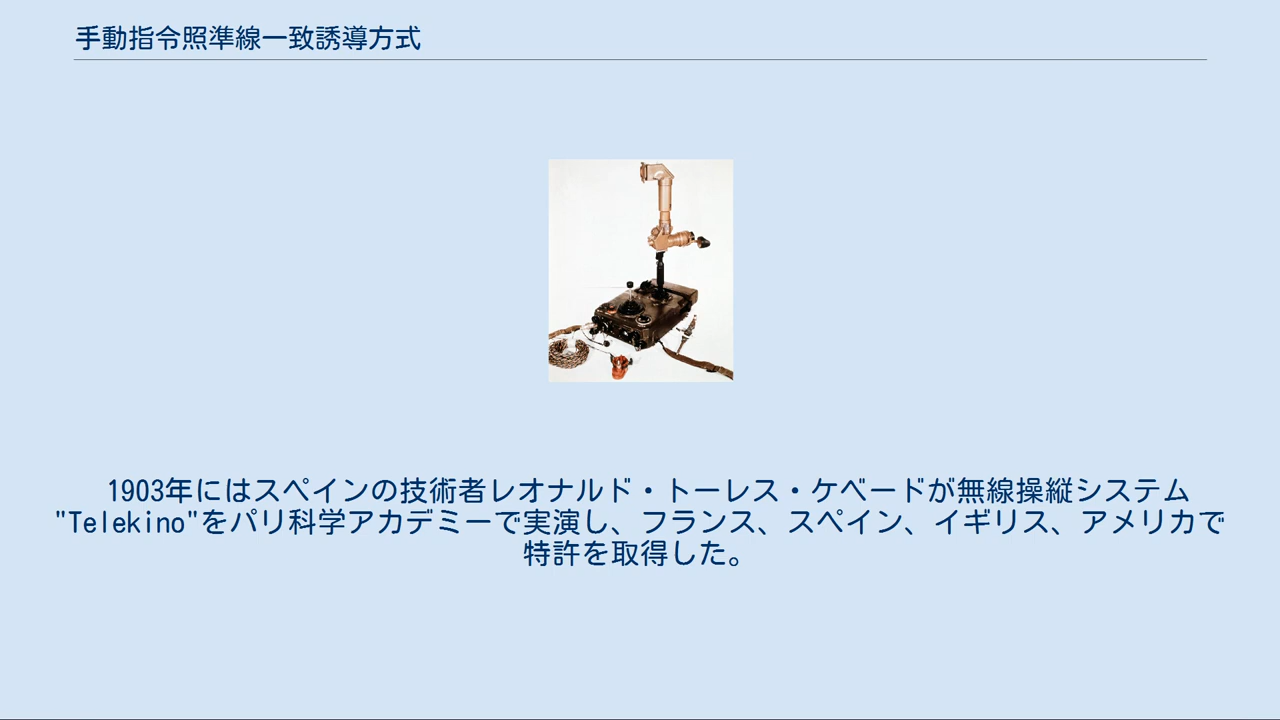 手動指令照準線一致誘導方式
1903年にはスペインの技術者レオナルド・トーレス・ケベードが無線操縦システム
"Telekino"をパリ科学アカデミーで実演し、フランス、スペイン、イギリス、アメリカで
特許を取得した。